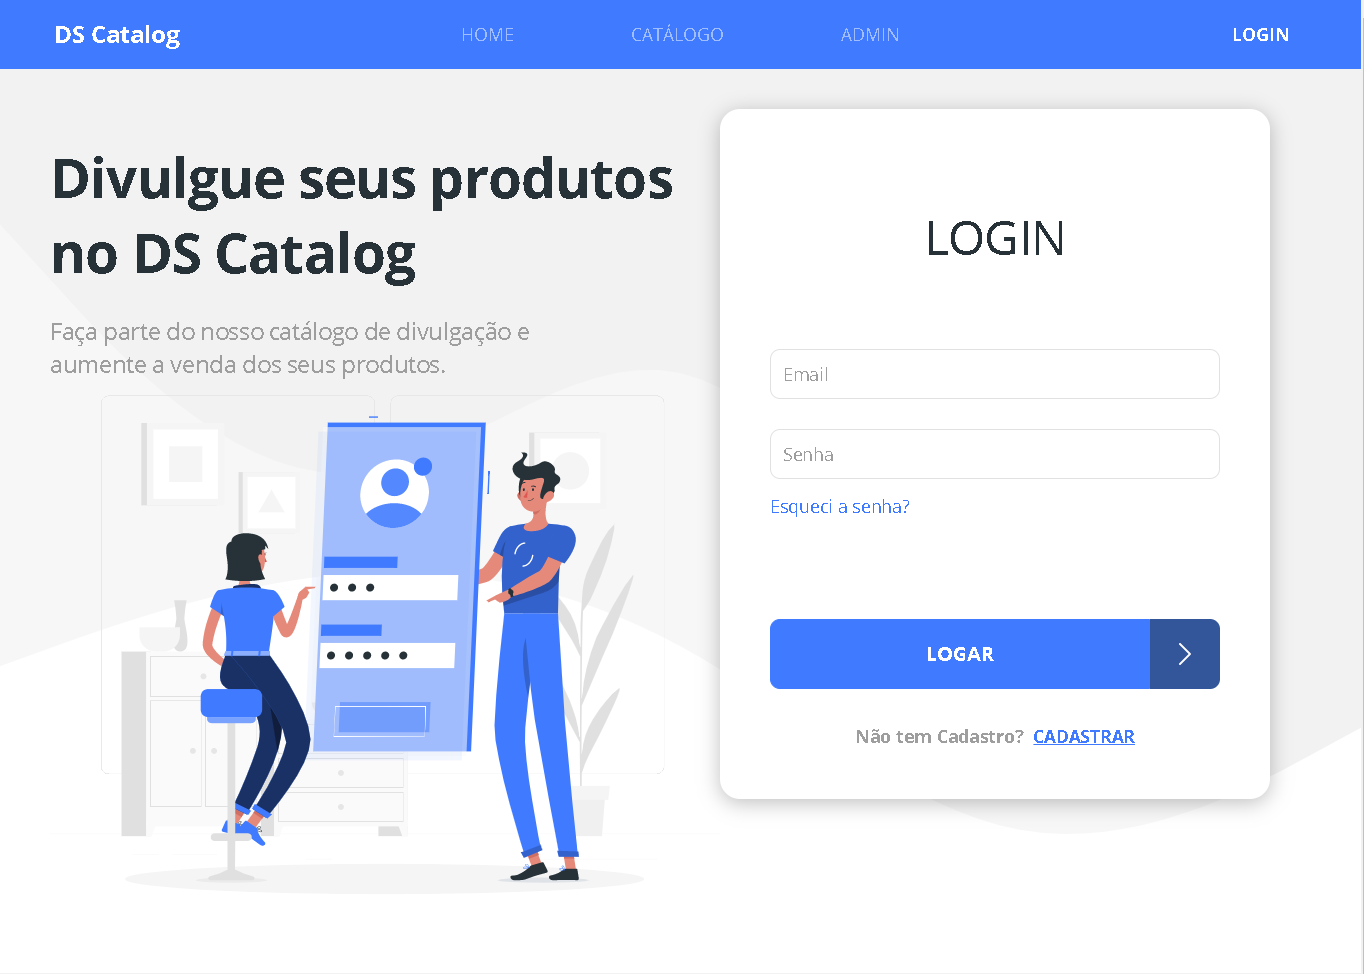 DS Catalog
HOME
CATÁLOGO
ADMIN
LOGIN
Divulgue seus produtos
no DS Catalog
Faça parte do nosso catálogo de divulgação e
aumente a venda dos seus produtos.
LOGIN
Email
Senha
Esqueci a senha?
LOGAR
Não tem Cadastro? CADASTRAR